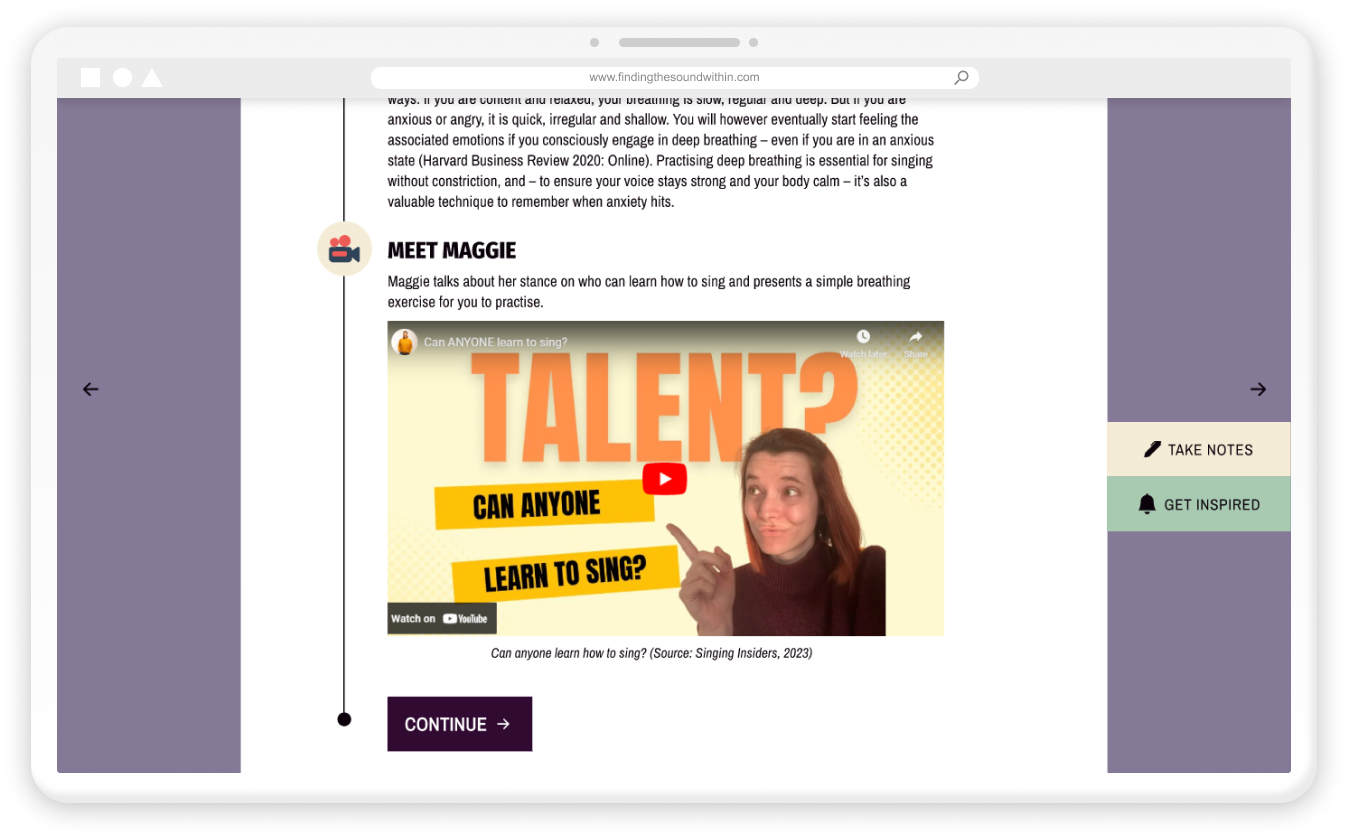 www.findingthesoundwithin.com
ways. If you are content and relaxed, your breathing is slow, regular and deep. But if you are
anxious or angry, it is quick, irregular and shallow. You will however eventually start feeling the
associated emotions if you consciously engage in deep breathing – even if you are in an anxious
state (Harvard Business Review 2020: Online). Practising deep breathing is essential for singing
without constriction, and – to ensure your voice stays strong and your body calm – it’s also a
valuable technique to remember when anxiety hits.
MEET MAGGIE
Maggie talks about her stance on who can learn how to sing and presents a simple breathing
exercise for you to practise.
Can ANYONE learn to sing?
Watch later
Share
TALENT?
CAN ANYONE
LEARN TO SING?
Watch on YouTube
Can anyone learn how to sing? (Source: Singing Insiders, 2023)
CONTINUE
TAKE NOTES
GET INSPIRED